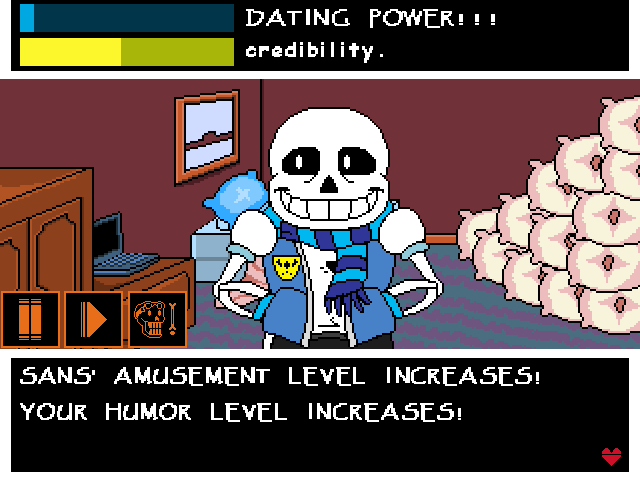 DATING POWER!!!
credibility.
SANS' AMUSEMENT LEVEL INCREASES!
YOUR HUMOR LEVEL INCREASES!